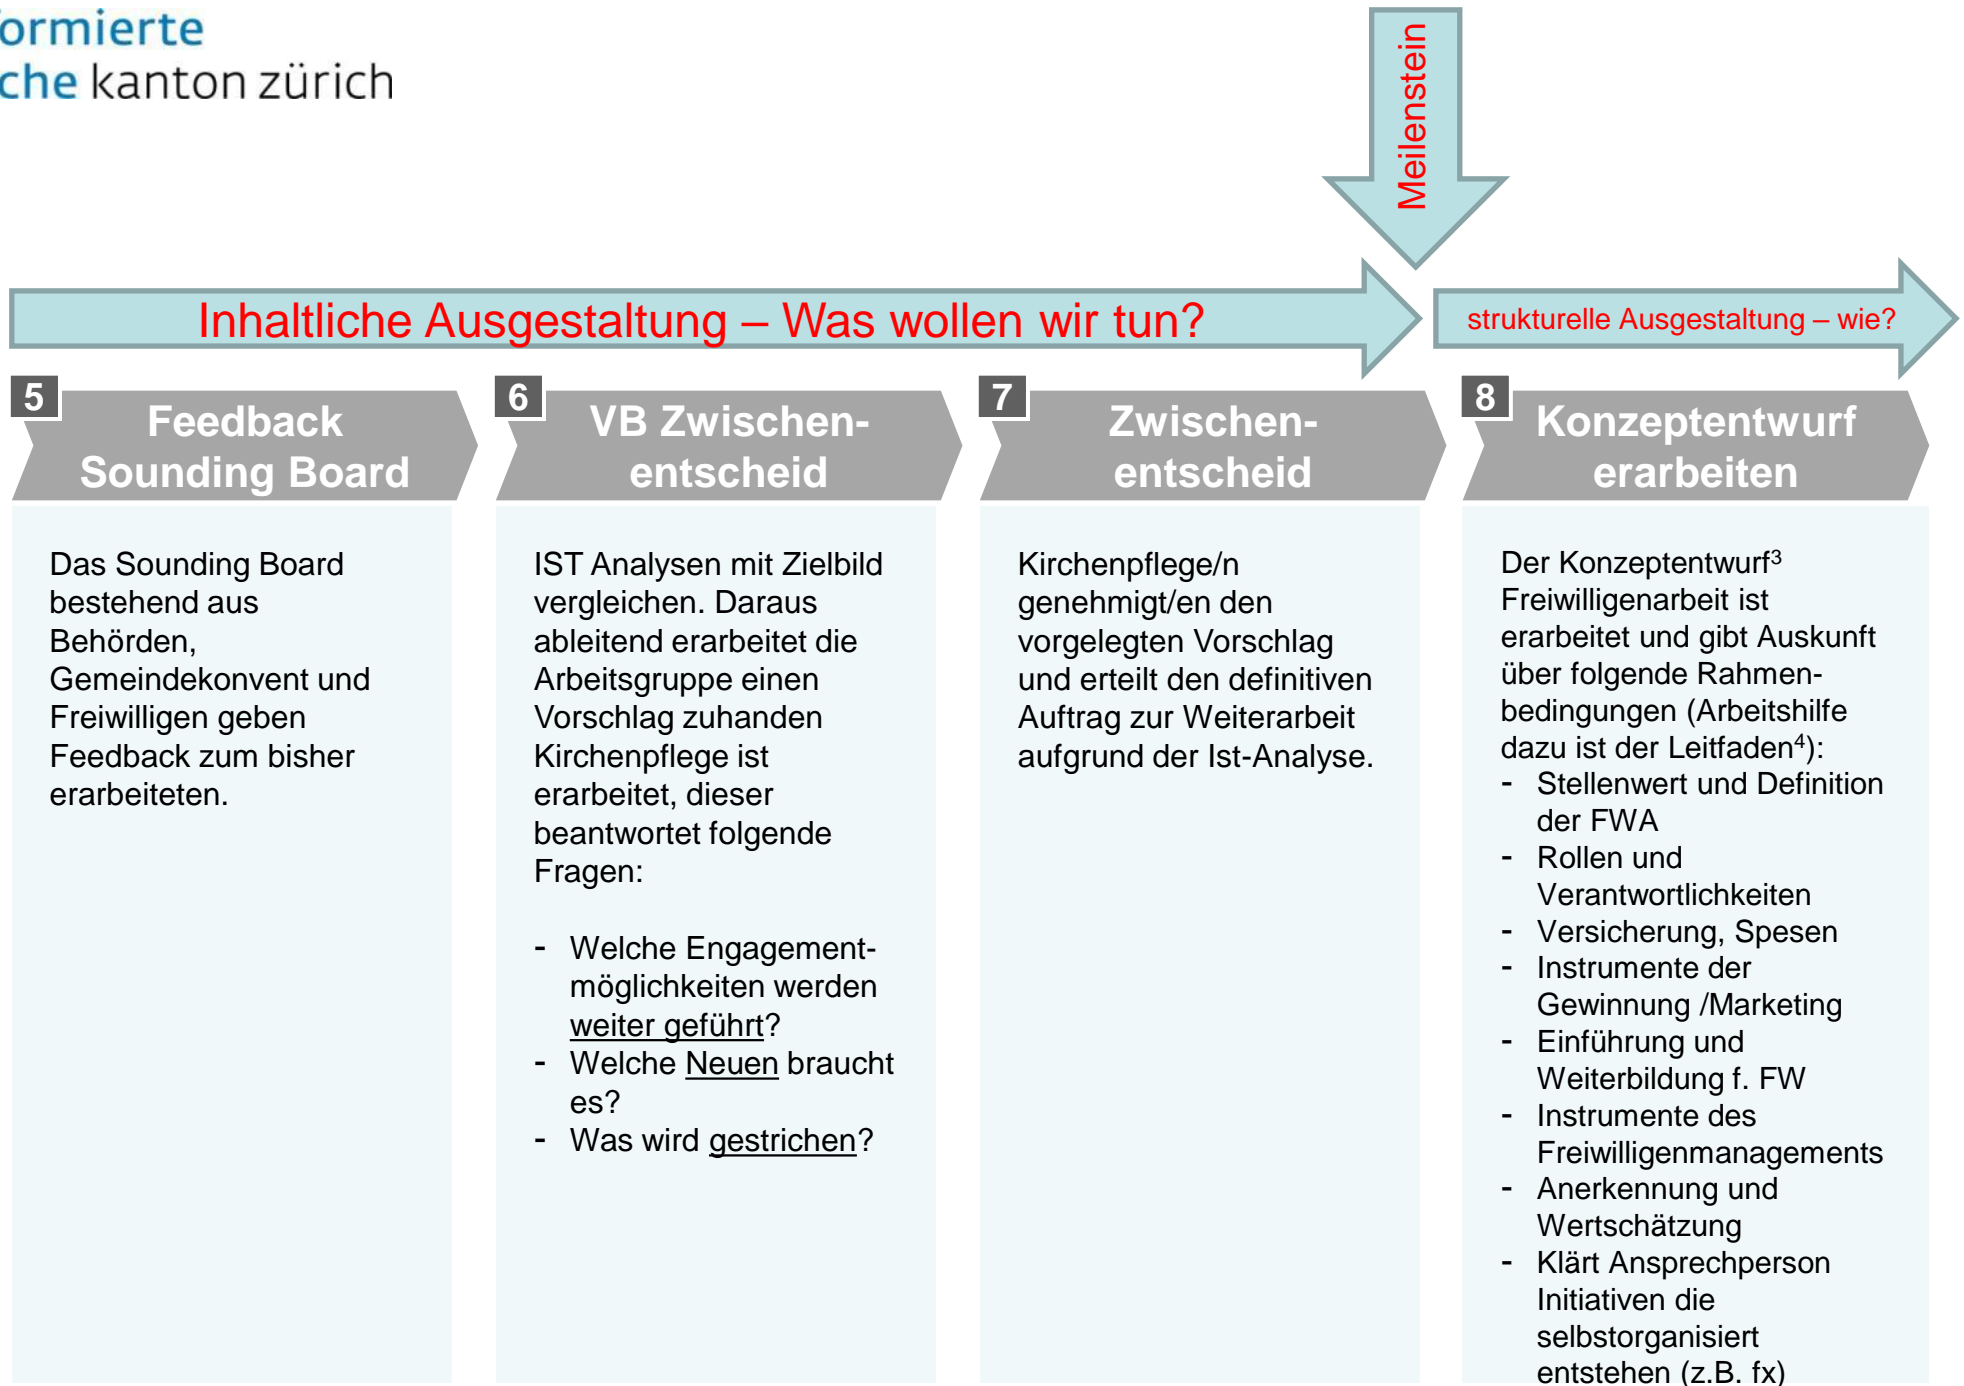 formierte
che kanton zürich
Meilenstein
Inhaltliche Ausgestaltung – Was wollen wir tun?
strukturelle Ausgestaltung – wie?
5
Feedback
Sounding Board
Das Sounding Board
bestehend aus
Behörden,
Gemeindekonvent und
Freiwilligen geben
Feedback zum bisher
erarbeiteten.
6
VB Zwischen-
entscheid
IST Analysen mit Zielbild
vergleichen. Daraus
ableitend erarbeitet die
Arbeitsgruppe einen
Vorschlag zuhanden
Kirchenpflege ist
erarbeitet, dieser
beantwortet folgende
Fragen:
- Welche Engagement-
möglichkeiten werden
weiter geführt?
- Welche Neuen braucht
es?
- Was wird gestrichen?
7
Zwischen-
entscheid
Kirchenpflege/n
genehmigt/en den
vorgelegten Vorschlag
und erteilt den definitiven
Auftrag zur Weiterarbeit
aufgrund der Ist-Analyse.
8
Konzeptentwurf
erarbeiten
Der Konzeptentwurf³
Freiwilligenarbeit ist
erarbeitet und gibt Auskunft
über folgende Rahmen-
bedingungen (Arbeitshilfe
dazu ist der Leitfaden⁴):
- Stellenwert und Definition
der FWA
- Rollen und
Verantwortlichkeiten
- Versicherung, Spesen
- Instrumente der
Gewinnung /Marketing
- Einführung und
Weiterbildung f. FW
- Instrumente des
Freiwilligenmanagements
- Anerkennung und
Wertschätzung
- Klärt Ansprechperson
Initiativen die
selbstorganisiert
entstehen (z.B. fx)